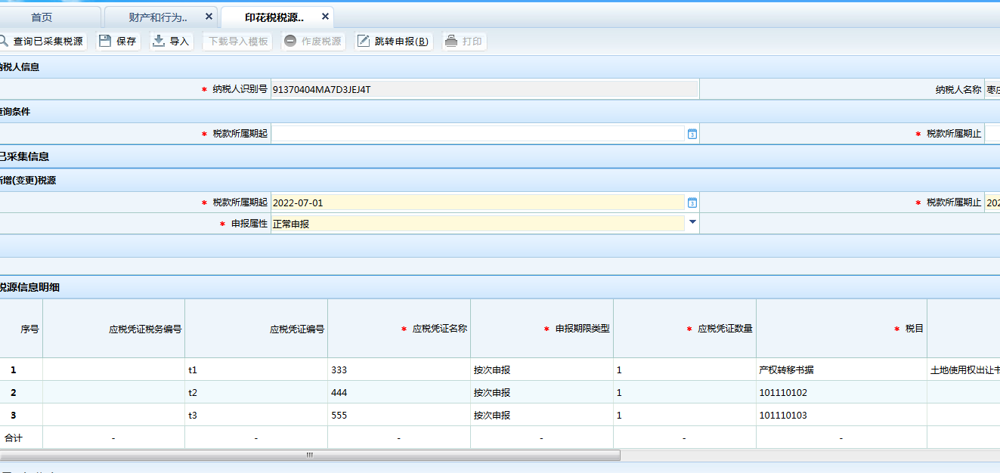 首页 财产和行为.. 印花税税源..
查询已采集税源 保存 导入 下载导入模板 作废税源 跳转申报(B) 打印
纳税人信息
* 纳税人识别号 91370404MA7D3JEJ4T 纳税人名称
查询条件
* 税款所属期起 * 税款所属期止
已采集信息
新增(变更)税源
* 税款所属期起 2022-07-01 * 税款所属期止 202
* 申报属性 正常申报
税源信息明细
序号 应税凭证税务编号 应税凭证编号 * 应税凭证名称 * 申报期限类型 * 应税凭证数量 * 税目
1 t1 333 按次申报 1 产权转移书据 土地使用权出让书
2 t2 444 按次申报 1 101110102
3 t3 555 按次申报 1 101110103
合计 - - - - - -